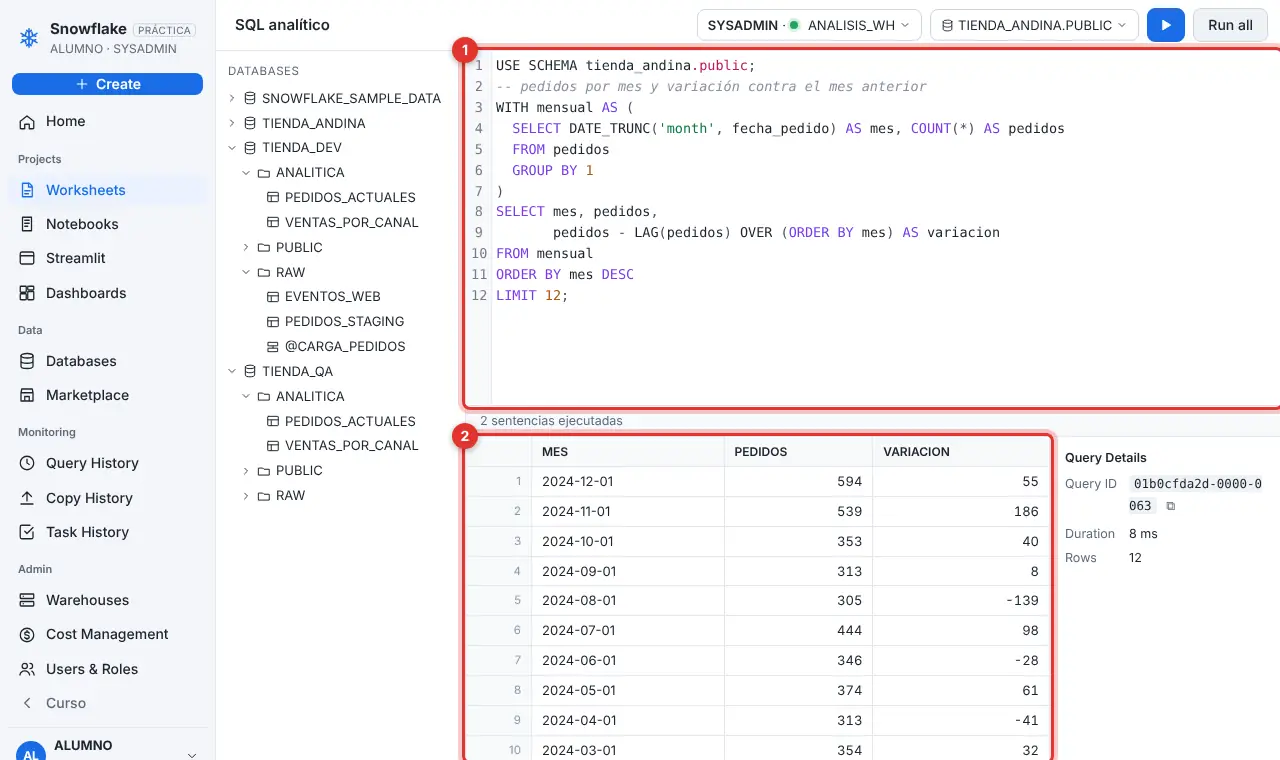 Snowflake PRÁCTICA
ALUMNO · SYSADMIN
+ Create
Home
Projects
Worksheets
Notebooks
Streamlit
Dashboards
Data
Databases
Marketplace
Monitoring
Query History
Copy History
Task History
Admin
Warehouses
Cost Management
Users & Roles
Curso
AL ALUMNO
SQL analítico
SYSADMIN · ANALISIS_WH
TIENDA_ANDINA.PUBLIC
Run all
DATABASES
SNOWFLAKE_SAMPLE_DATA
TIENDA_ANDINA
TIENDA_DEV
ANALITICA
PEDIDOS_ACTUALES
VENTAS_POR_CANAL
PUBLIC
RAW
EVENTOS_WEB
PEDIDOS_STAGING
@CARGA_PEDIDOS
TIENDA_QA
ANALITICA
PEDIDOS_ACTUALES
VENTAS_POR_CANAL
PUBLIC
RAW
1
1 USE SCHEMA tienda_andina.public;
2 -- pedidos por mes y variación contra el mes anterior
3 WITH mensual AS (
4 SELECT DATE_TRUNC('month', fecha_pedido) AS mes, COUNT(*) AS pedidos
5 FROM pedidos
6 GROUP BY 1
7 )
8 SELECT mes, pedidos,
9 pedidos - LAG(pedidos) OVER (ORDER BY mes) AS variacion
10 FROM mensual
11 ORDER BY mes DESC
12 LIMIT 12;
2 sentencias ejecutadas
2
MES PEDIDOS VARIACION
1 2024-12-01 594 55
2 2024-11-01 539 186
3 2024-10-01 353 40
4 2024-09-01 313 8
5 2024-08-01 305 -139
6 2024-07-01 444 98
7 2024-06-01 346 -28
8 2024-05-01 374 61
9 2024-04-01 313 -41
10 2024-03-01 354 32
Query Details
Query ID 01b0cfda2d-0000-0
063
Duration 8 ms
Rows 12